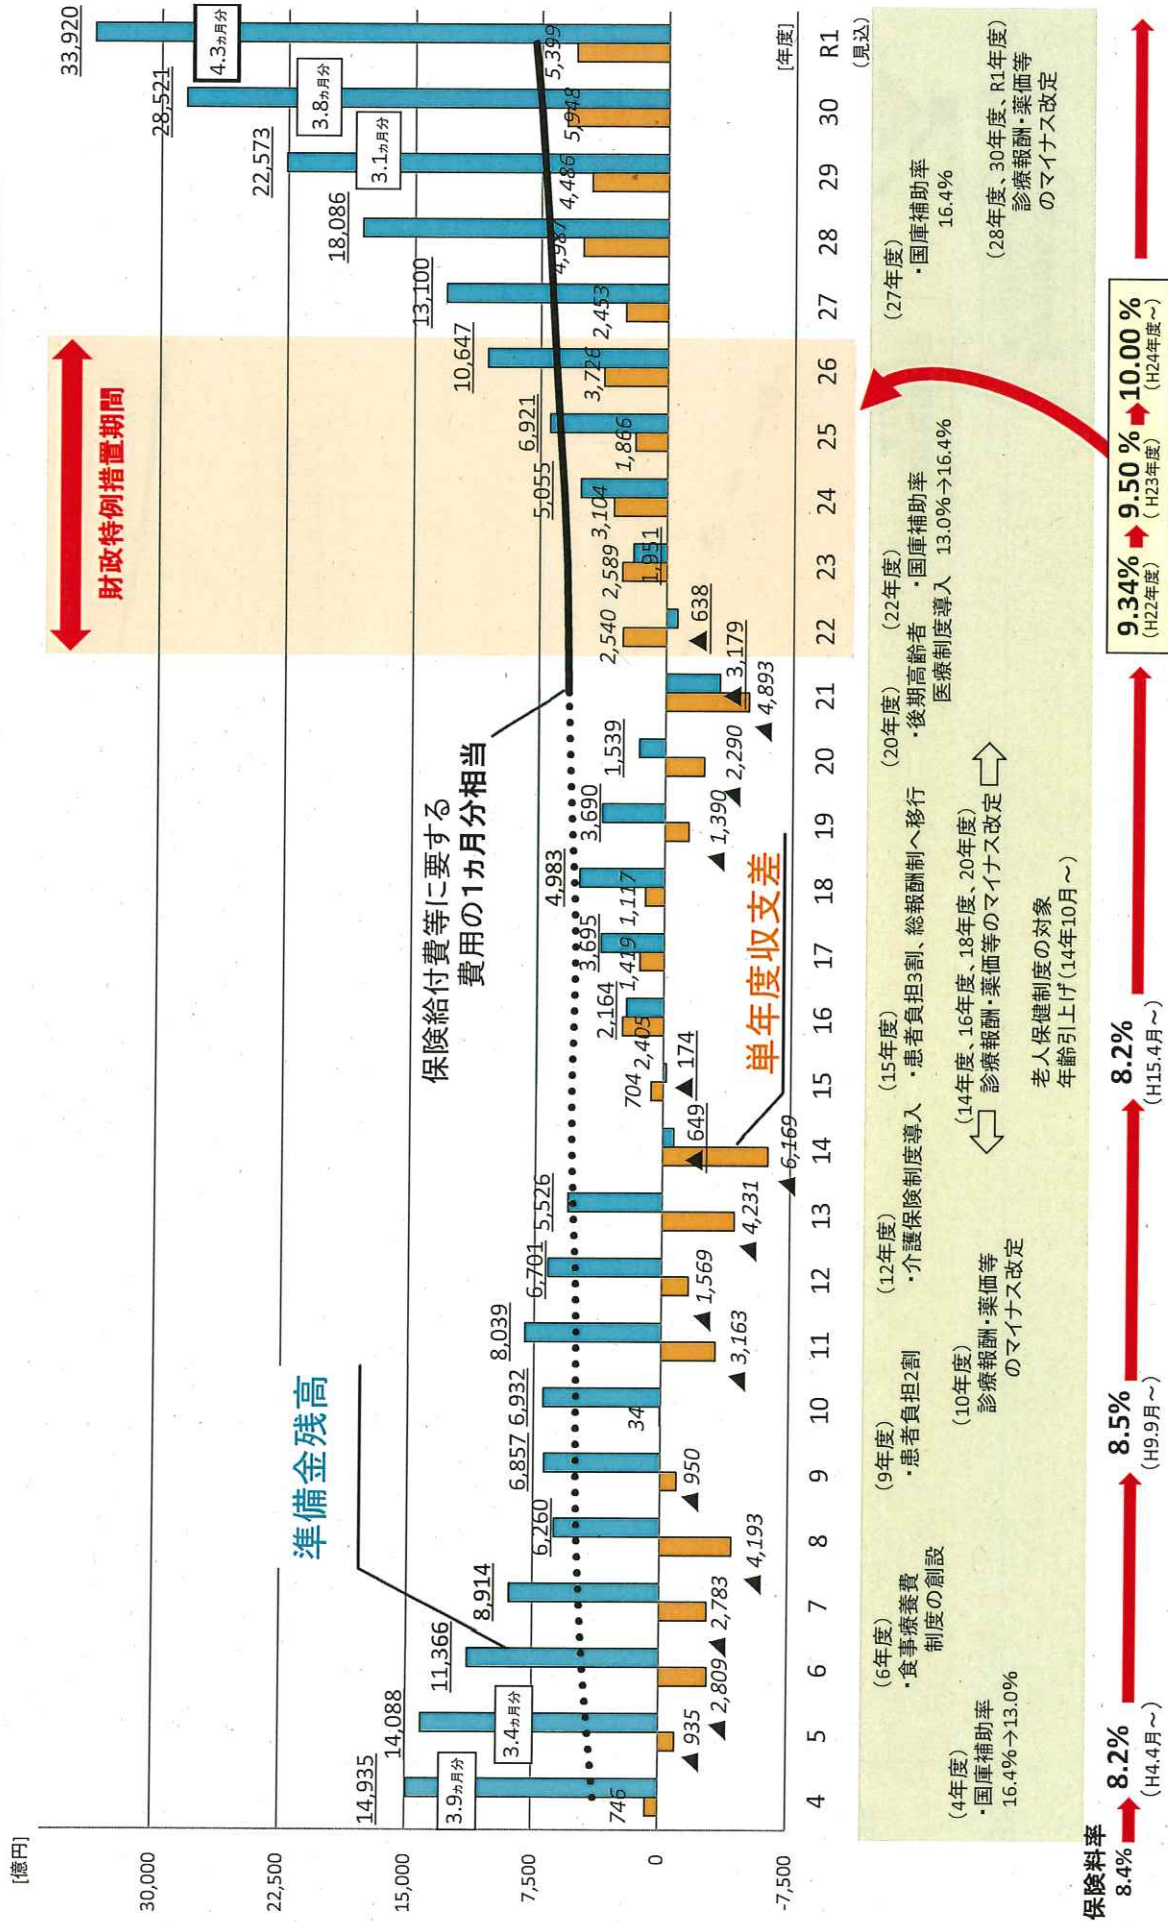 [億円]
30,000
22,500
15,000
7,500
0
-7,500
財政特例措置期間
準備金残高
保険給付費等に要する
費用の1ヵ月分相当
単年度収支差
14,935
3.9ヵ月分
746
14,088
3.4ヵ月分
▲ 935
11,366
▲ 2,809
8,914
▲ 2,783
6,260
▲ 4,193
6,857
▲ 950
6,932
34
8,039
▲ 3,163
6,701
▲ 1,569
5,526
▲ 4,231
▲ 649
▲ 6,169
704
▲ 174
2,164
2,405
3,695
1,419
4,983
1,117
3,690
▲ 1,390
1,539
▲ 2,290
▲ 3,179
▲ 4,893
2,540
▲ 638
2,589
1,951
5,055
3,104
6,921
1,866
10,647
3,726
13,100
2,453
18,086
4,987
22,573
3.1ヵ月分
4,486
28,521
3.8ヵ月分
5,948
33,920
4.3ヵ月分
5,399
4 5 6 7 8 9 10 11 12 13 14 15 16 17 18 19 20 21 22 23 24 25 26 27 28 29 30 R1
[年度]
(見込)
(4年度)
・国庫補助率
16.4%→13.0%
(6年度)
・食事療養費
制度の創設
(9年度)
・患者負担2割
(10年度)
診療報酬・薬価等
のマイナス改定
(12年度)
・介護保険制度導入
(15年度)
・患者負担3割、総報酬制へ移行
(14年度、16年度、18年度、20年度)
診療報酬・薬価等のマイナス改定
老人保健制度の対象
年齢引上げ(14年10月～)
(20年度)
・後期高齢者
医療制度導入
(22年度)
・国庫補助率
13.0%→16.4%
(27年度)
・国庫補助率
16.4%
(28年度、30年度、R1年度)
診療報酬・薬価等
のマイナス改定
保険料率
8.4%
8.2%
(H4.4月～)
8.5%
(H9.9月～)
8.2%
(H15.4月～)
9.34%
(H22年度)
9.50 %
( H23年度)
10.00 %
(H24年度～)